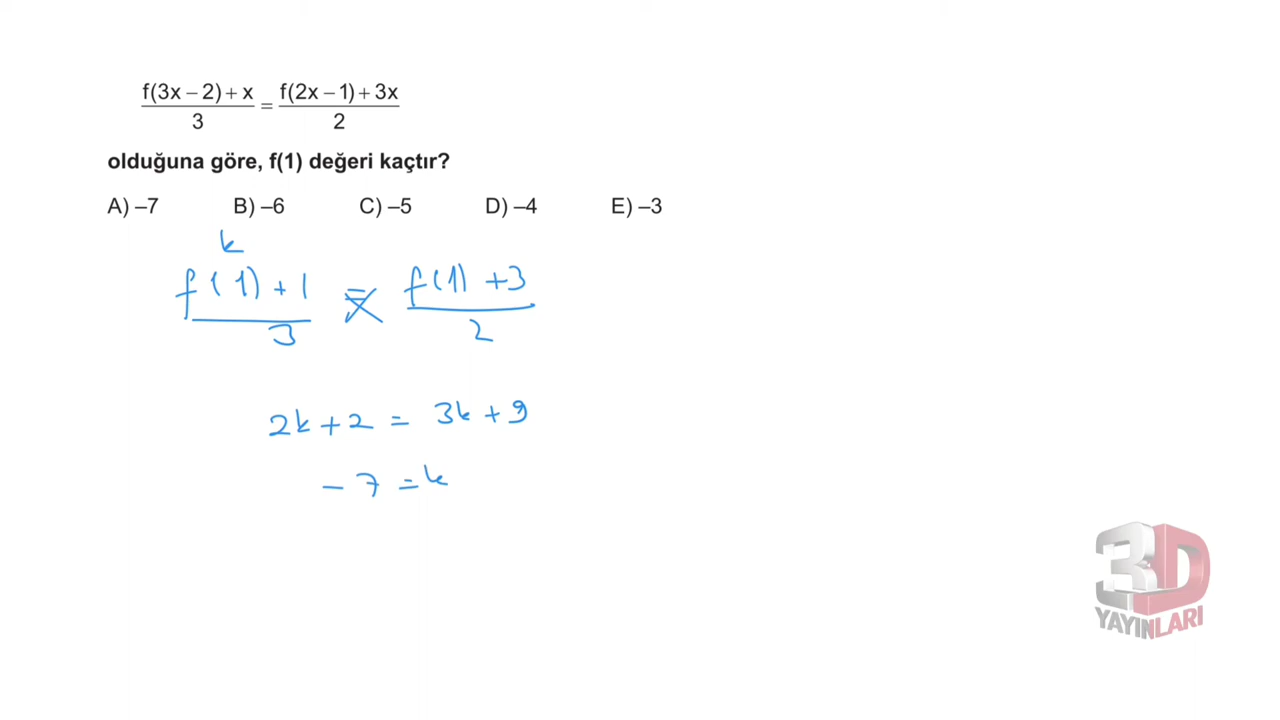 f(3x – 2) + x / 3 = f(2x – 1) + 3x / 2
olduğuna göre, f(1) değeri kaçtır?
A) –7 B) –6 C) –5 D) –4 E) –3
k
f(1) + 1 / 3 = f(1) + 3 / 2
2k + 2 = 3k + 9
– 7 = k
3D
YAYINLARI